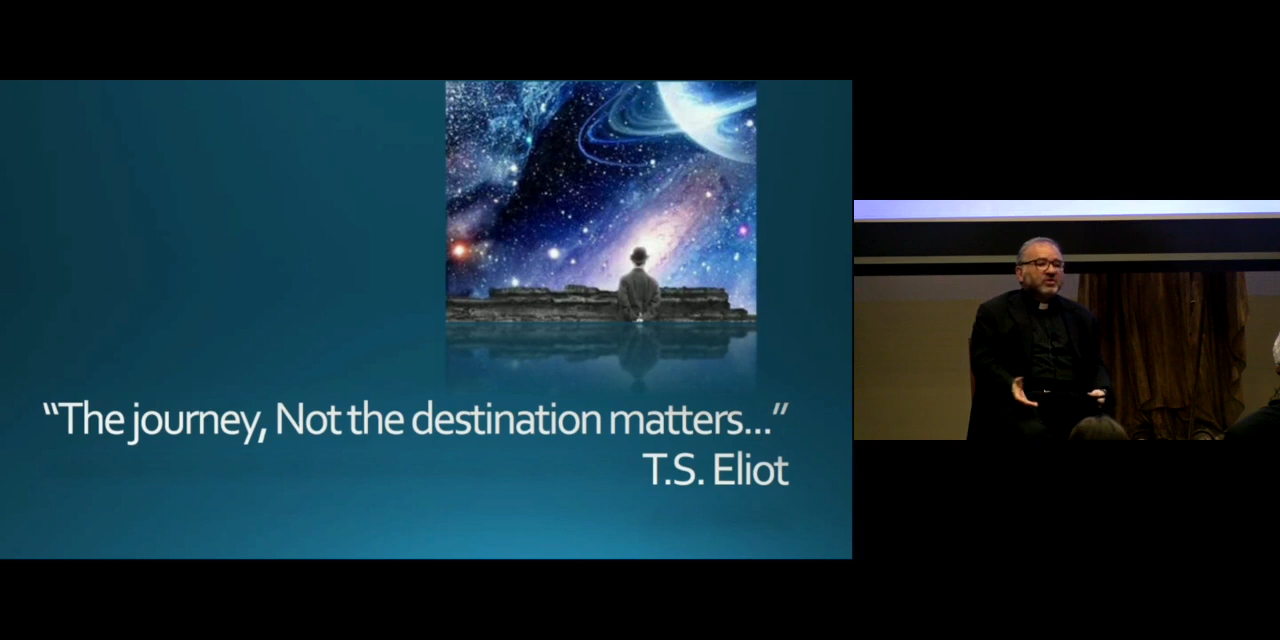 “The journey, Not the destination matters...”
T.S. Eliot